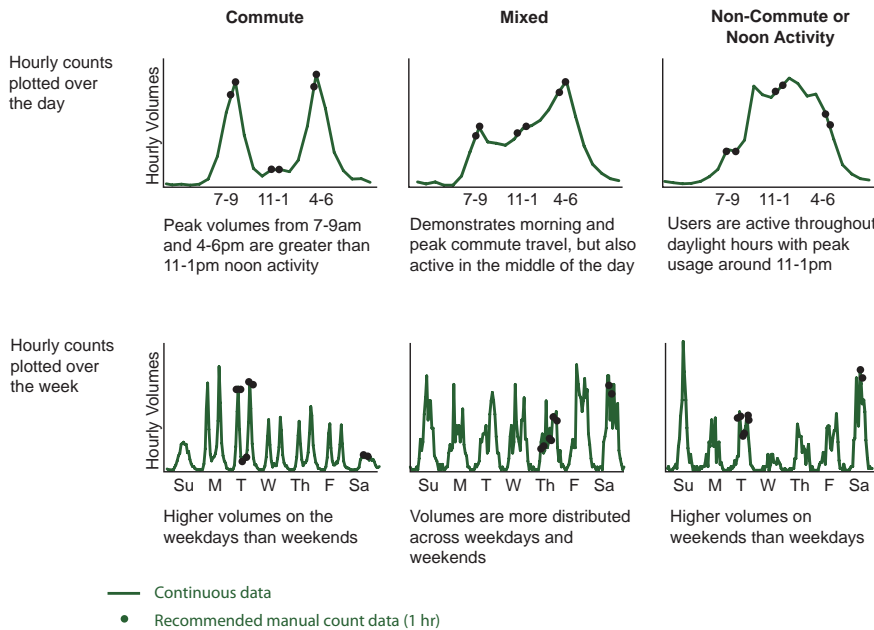 Commute
Mixed
Non-Commute or
Noon Activity
Hourly counts
plotted over
the day
Hourly Volumes
7-9 11-1 4-6
7-9 11-1 4-6
7-9 11-1 4-6
Peak volumes from 7-9am
and 4-6pm are greater than
11-1pm noon activity
Demonstrates morning and
peak commute travel, but also
active in the middle of the day
Users are active throughout
daylight hours with peak
usage around 11-1pm
Hourly counts
plotted over
the week
Hourly Volumes
Su M T W Th F Sa
Su M T W Th F Sa
Su M T W Th F Sa
Higher volumes on the
weekdays than weekends
Volumes are more distributed
across weekdays and
weekends
Higher volumes on
weekends than weekdays
Continuous data
Recommended manual count data (1 hr)